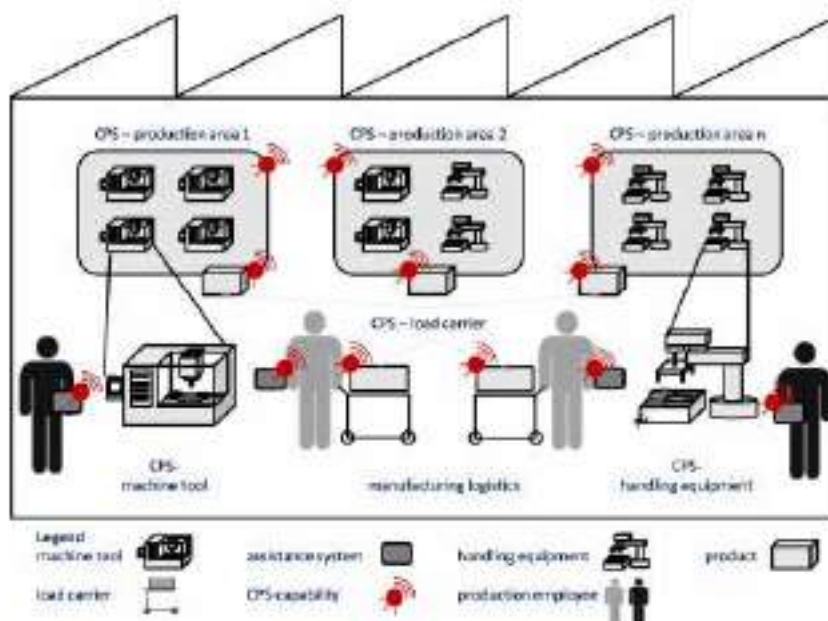 CPS – production area 1
CPS – production area 2
CPS – production area n
CPS – load carrier
CPS-
machine tool
manufacturing logistics
CPS-
handling equipment
Legend
machine tool
assistance system
handling equipment
product
load carrier
CPS-capability
production employee